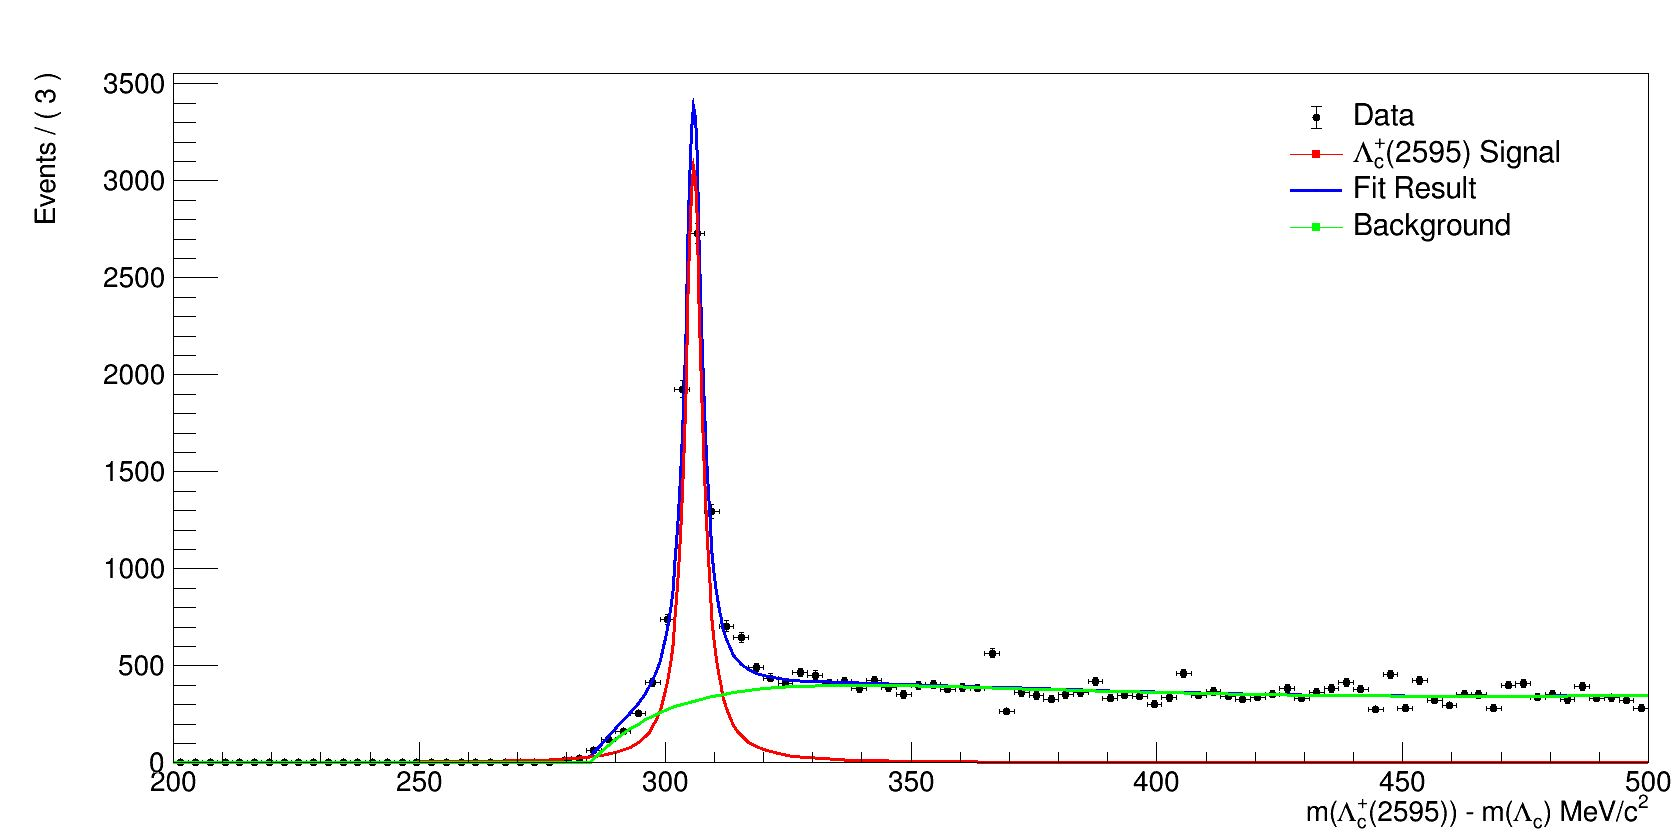 Events / ( 3 )
3500
3000
2500
2000
1500
1000
500
0
Data
Λc+(2595) Signal
Fit Result
Background
200 250 300 350 400 450 500
m(Λc+(2595)) - m(Λc) MeV/c2